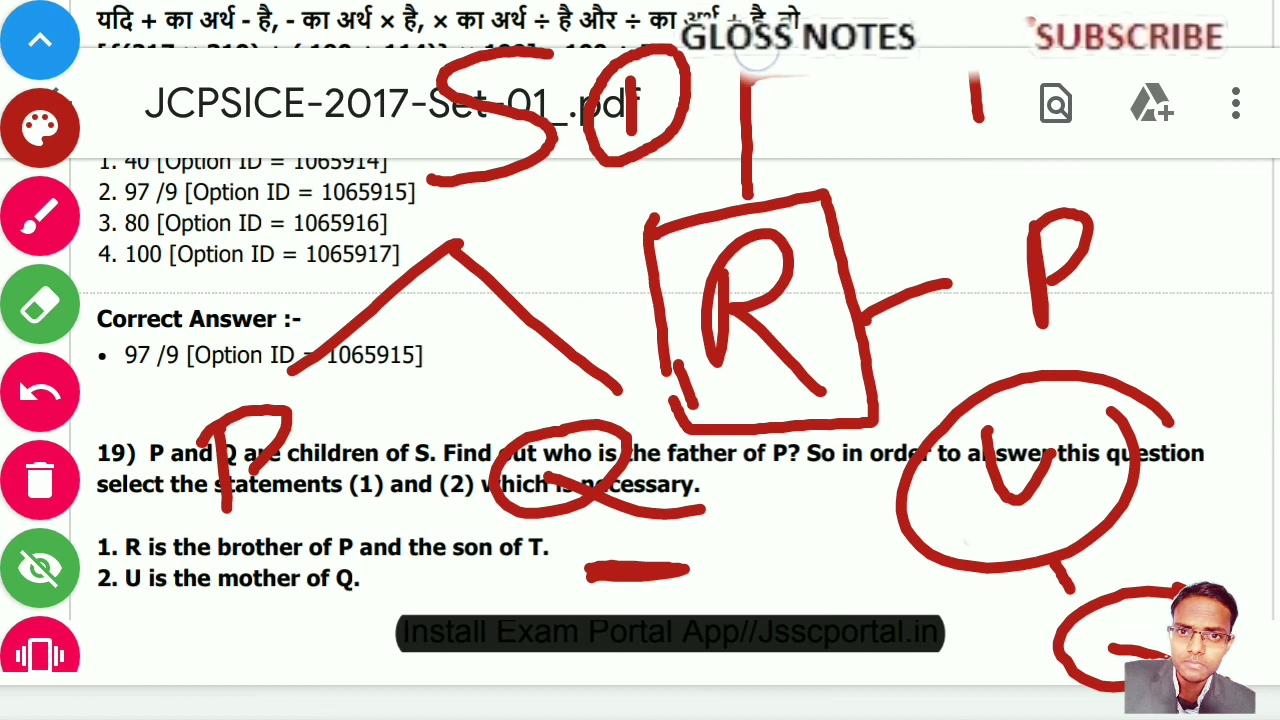 यदि + का अर्थ - है, - का अर्थ × है, × का अर्थ ÷ है और ÷ का अर्थ + है, तो
GLOSS NOTES
SUBSCRIBE
JCPSICE-2017-Set-01_.pdf
S 1
1. 40 [Option ID = 1065914]
2. 97 /9 [Option ID = 1065915]
3. 80 [Option ID = 1065916]
4. 100 [Option ID = 1065917]
R P
Correct Answer :-
• 97 /9 [Option ID = 1065915]
P Q U
19) P and Q are children of S. Find out who is the father of P? So in order to answer this question
select the statements (1) and (2) which is necessary.
1. R is the brother of P and the son of T.
2. U is the mother of Q.
Install Exam Portal App//Jsscportal.in